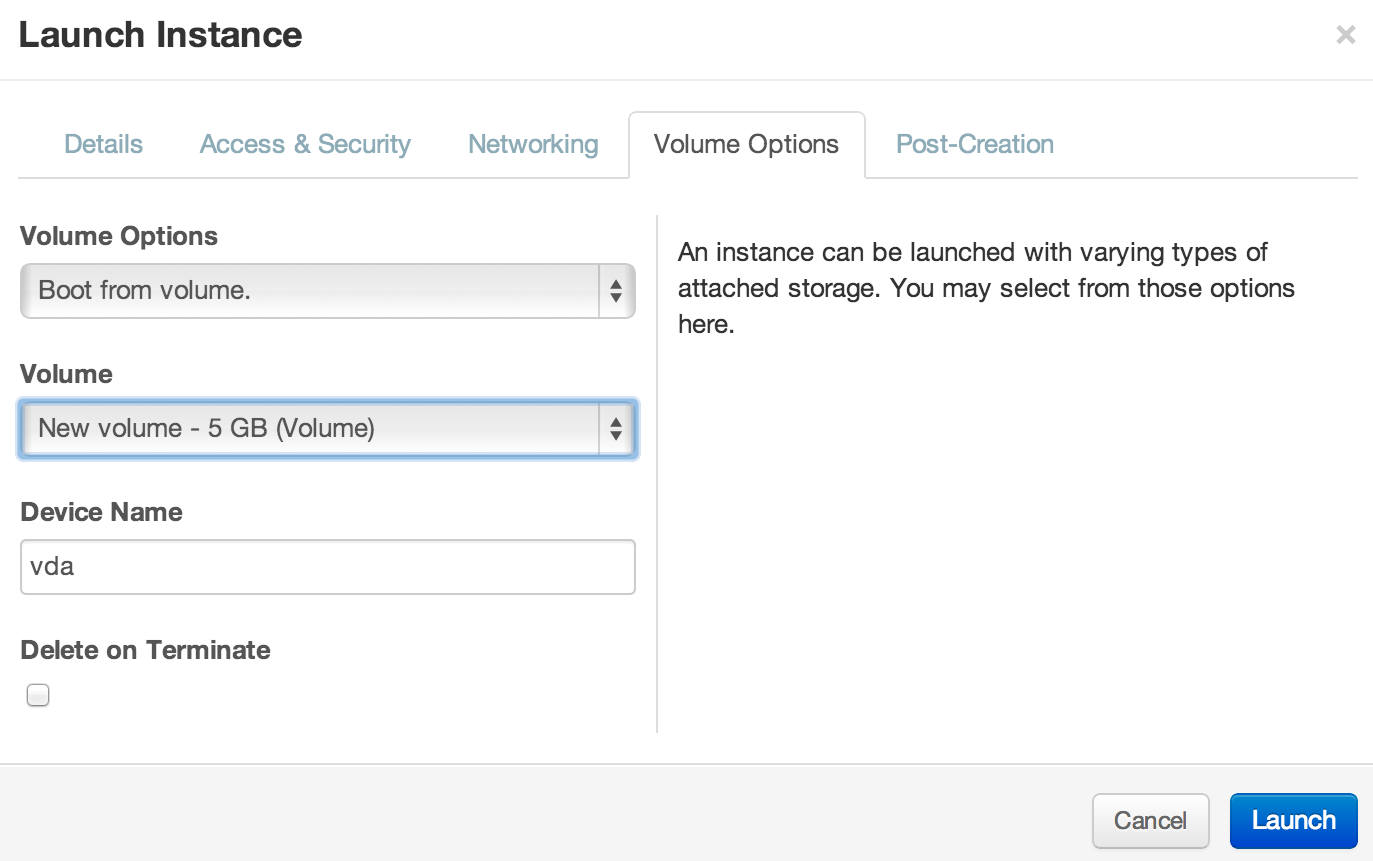 Launch Instance
×
Details Access & Security Networking Volume Options Post-Creation
Volume Options
Boot from volume.
Volume
New volume - 5 GB (Volume)
Device Name
vda
Delete on Terminate
An instance can be launched with varying types of
attached storage. You may select from those options
here.
Cancel Launch